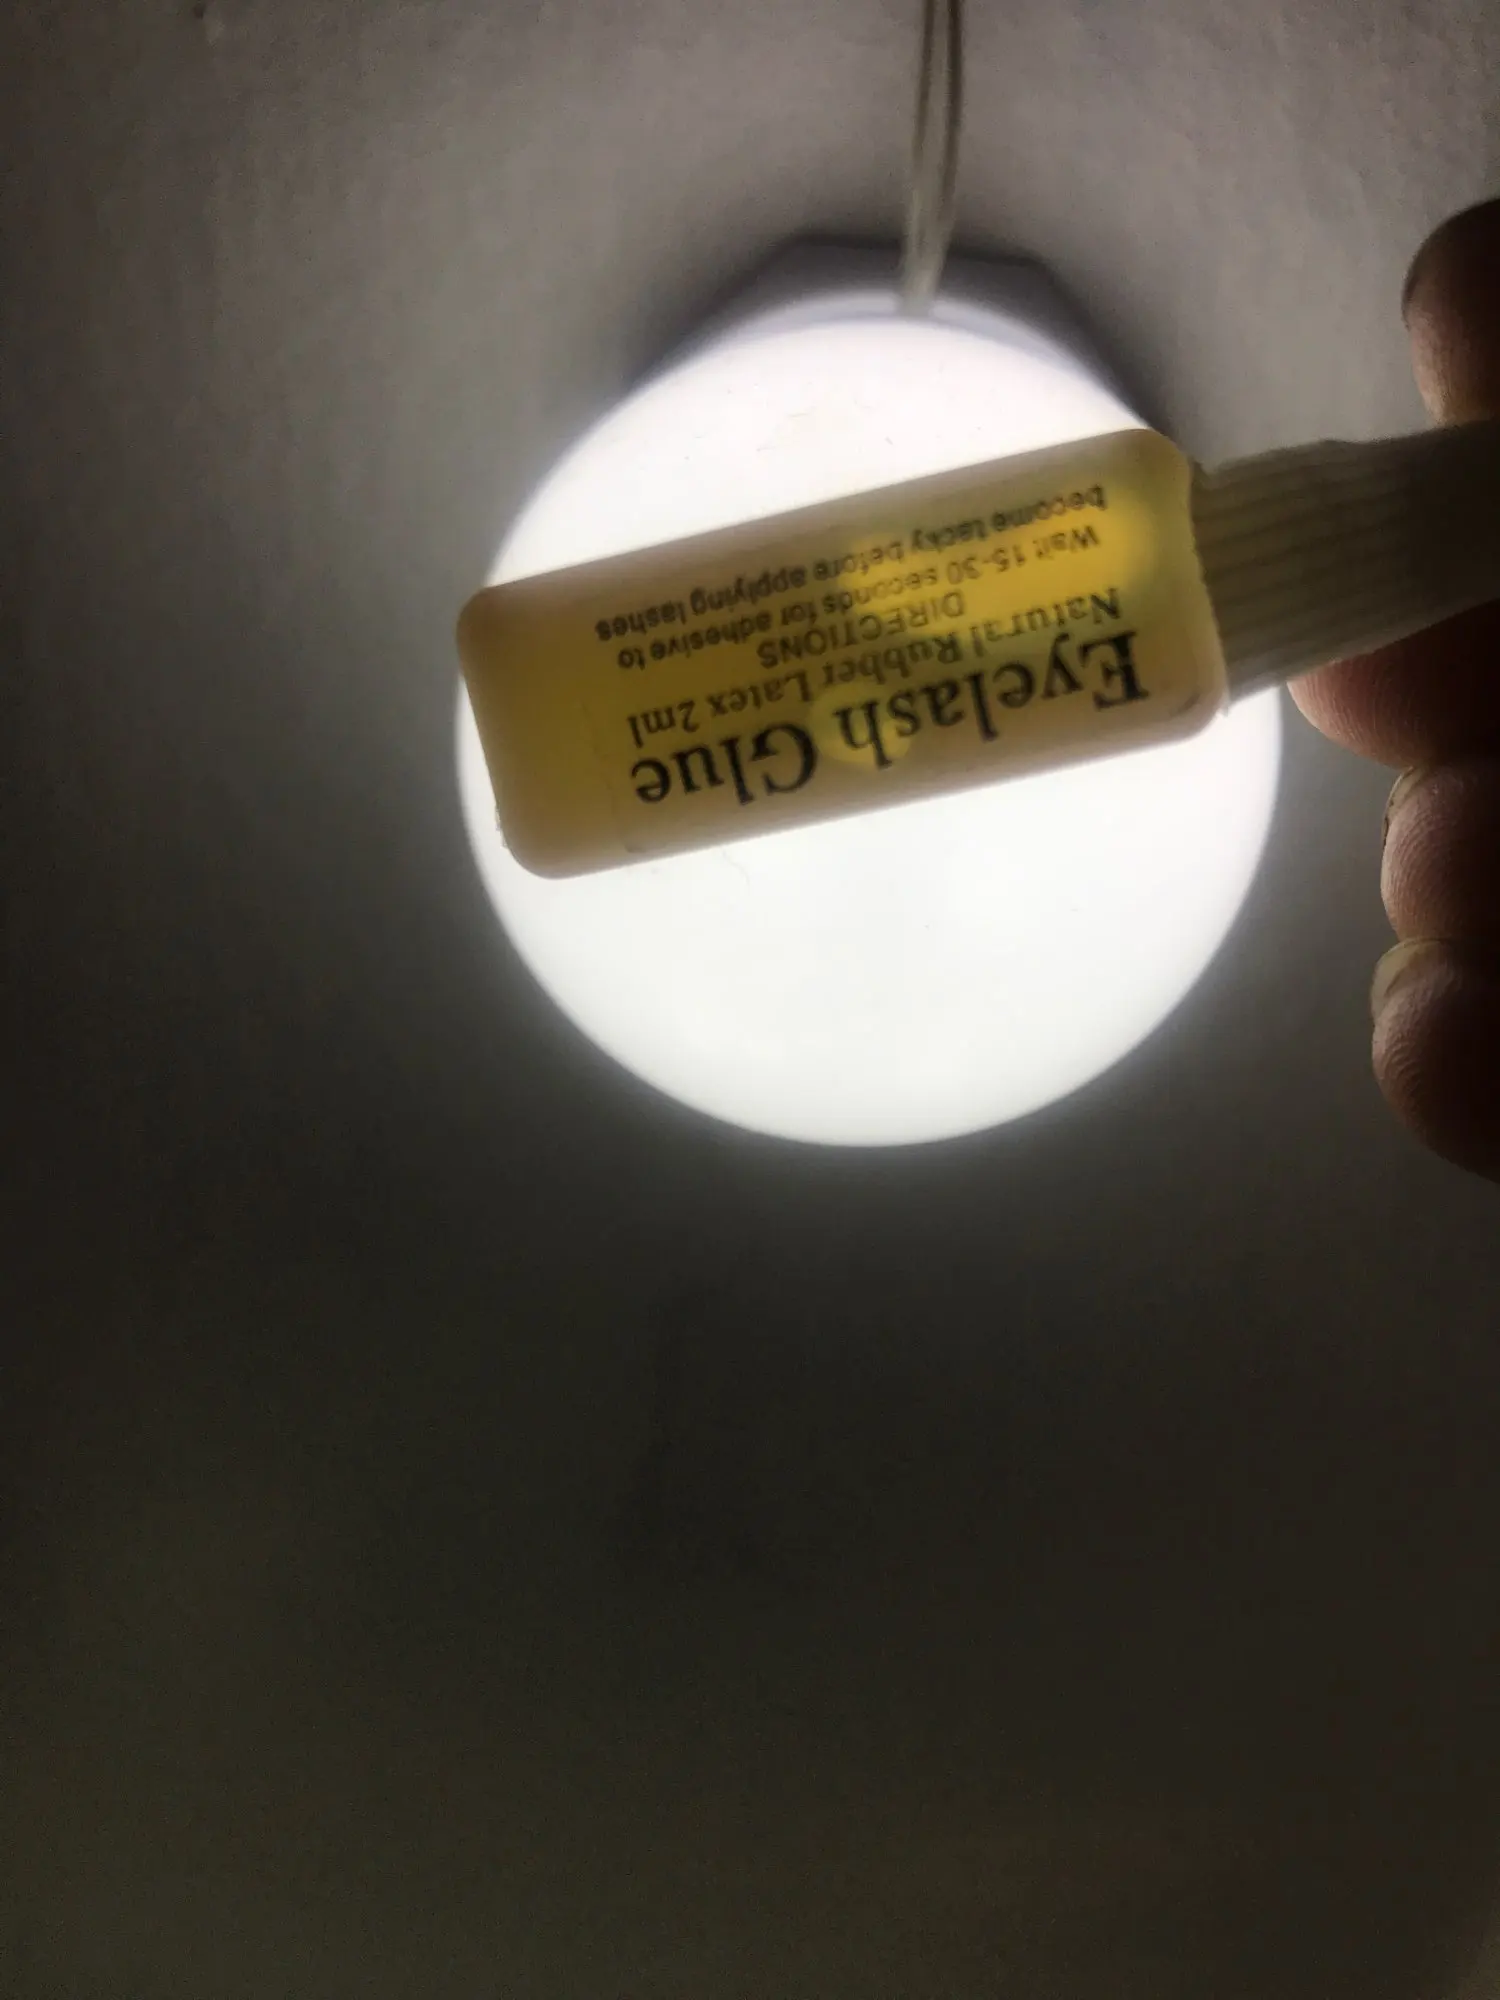 Eyelash Glue
Natural Rubber Latex 2ml
DIRECTIONS
Wait 15-30 seconds for adhesive to
become tacky before applying lashes